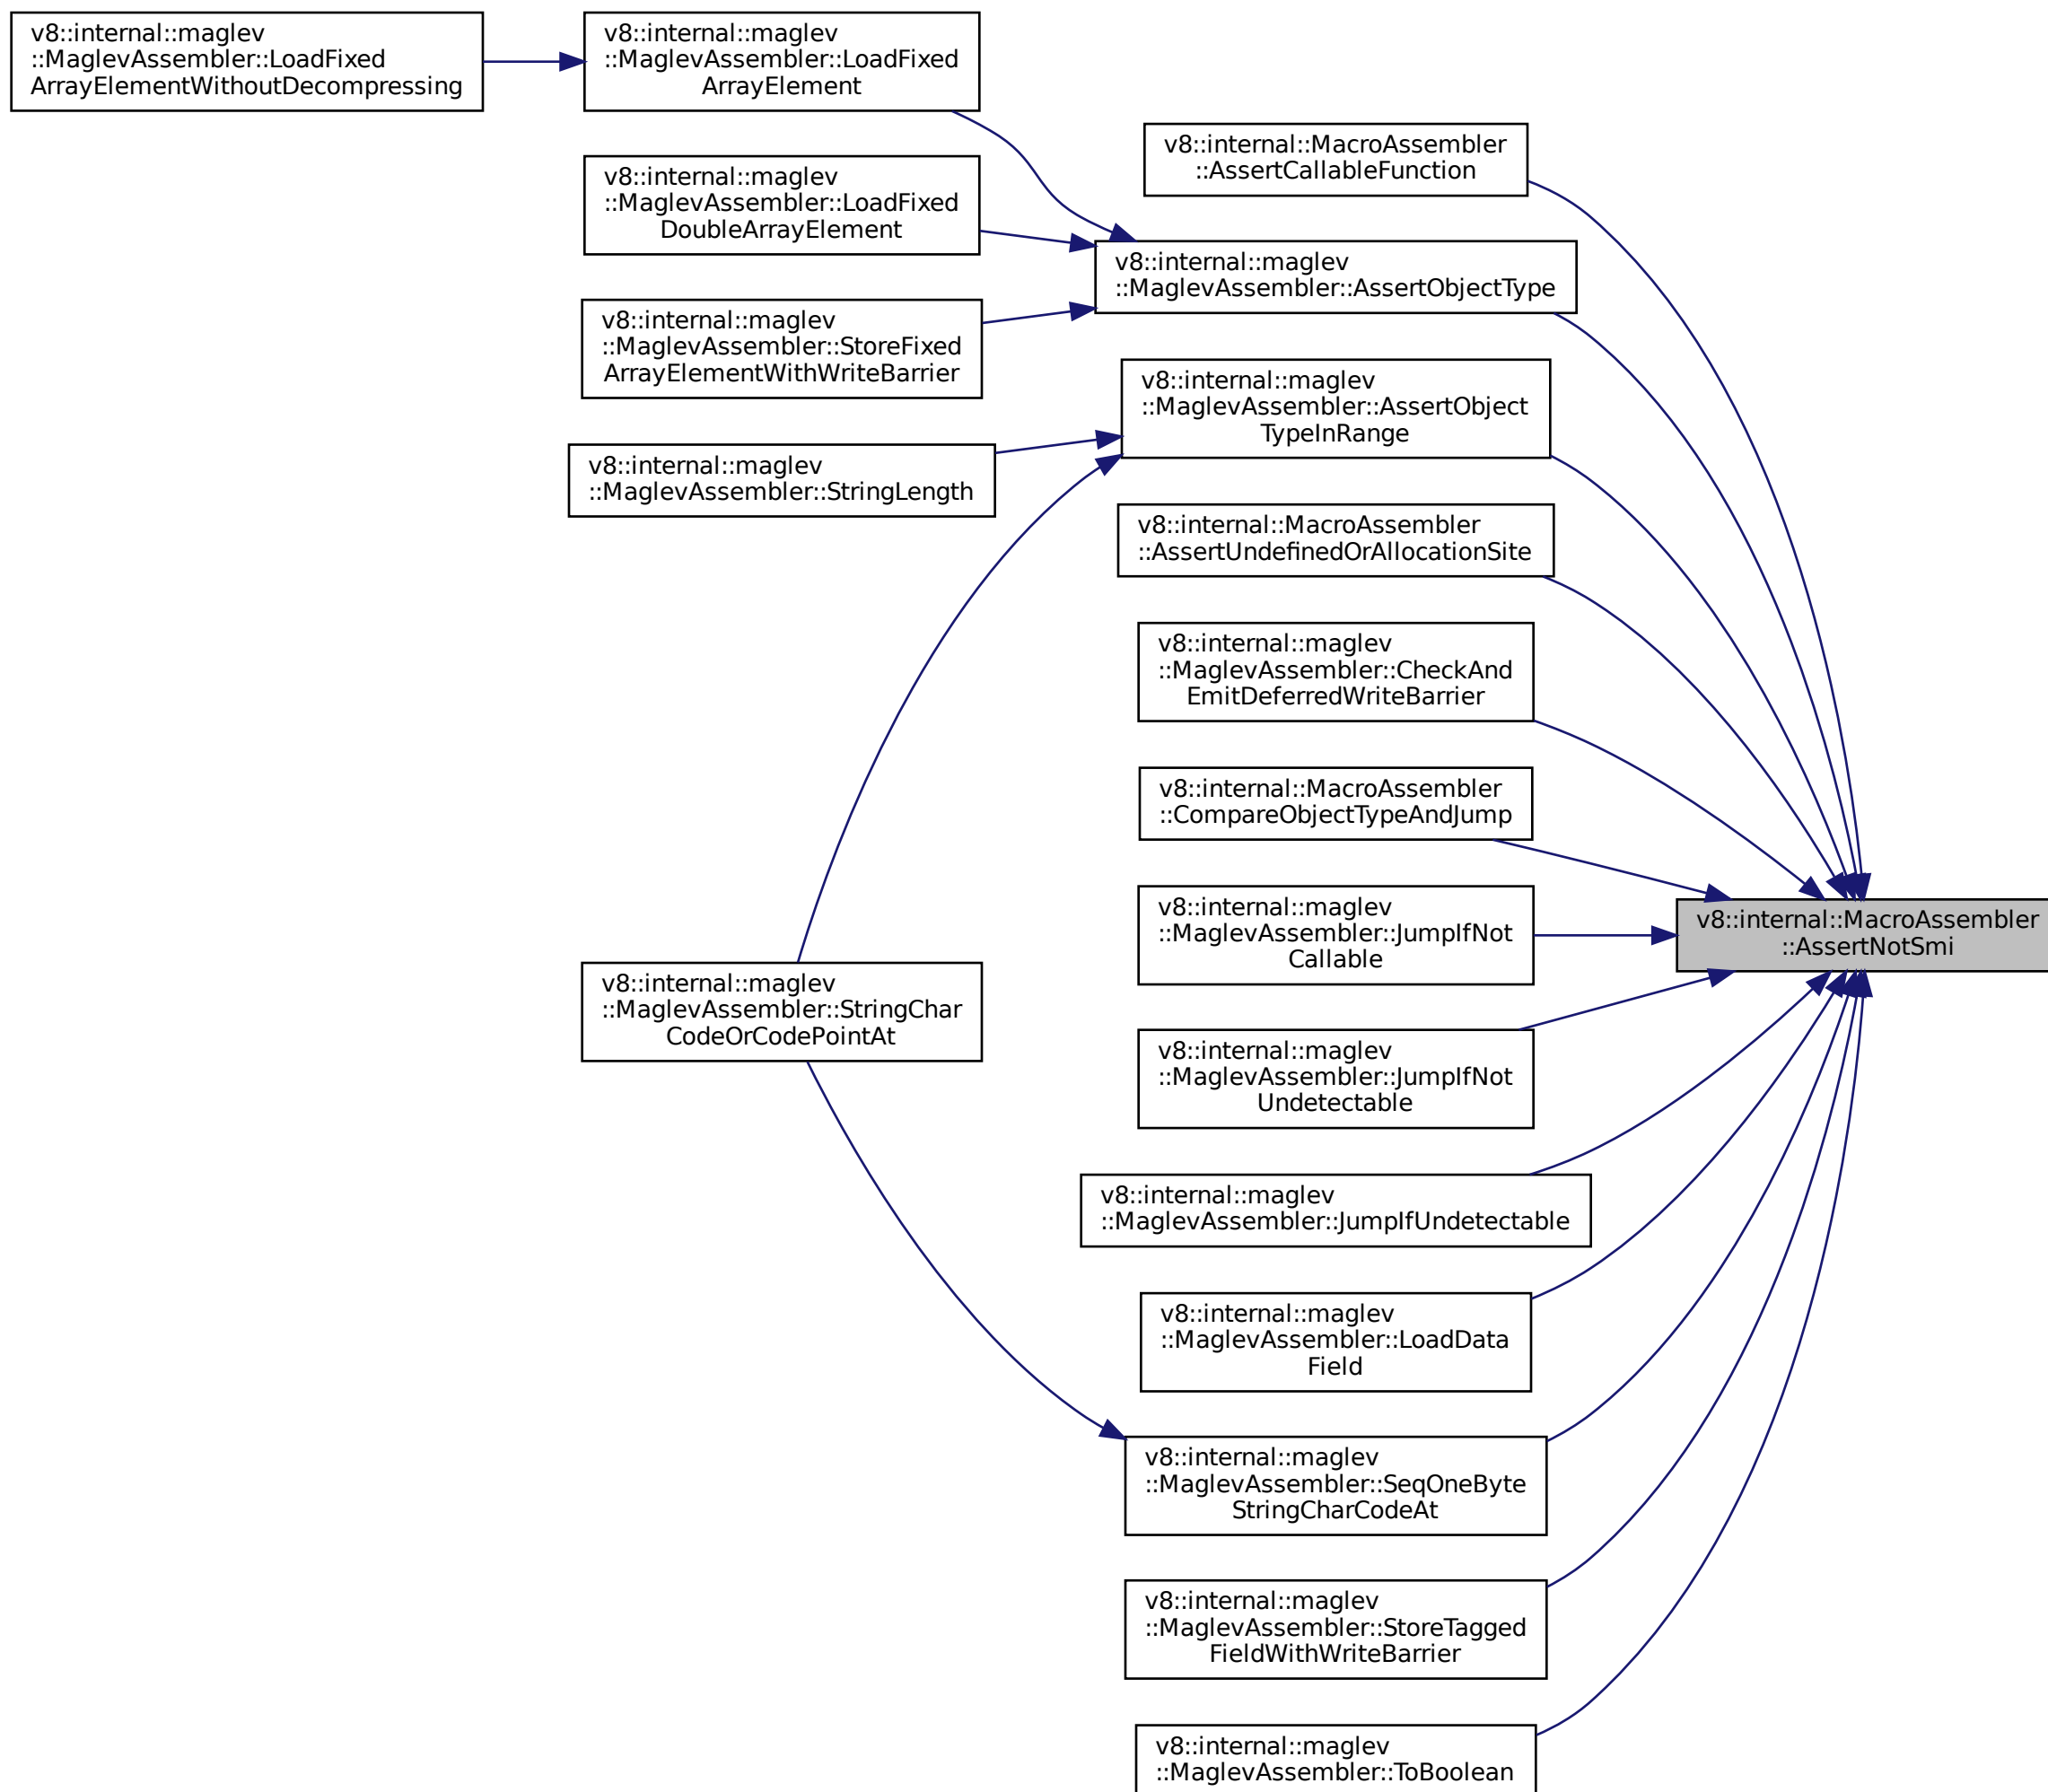 v8::internal::maglev
::MaglevAssembler::LoadFixed
ArrayElementWithoutDecompressing
v8::internal::maglev
::MaglevAssembler::LoadFixed
ArrayElement
v8::internal::maglev
::MaglevAssembler::LoadFixed
DoubleArrayElement
v8::internal::maglev
::MaglevAssembler::StoreFixed
ArrayElementWithWriteBarrier
v8::internal::maglev
::MaglevAssembler::StringLength
v8::internal::maglev
::MaglevAssembler::StringChar
CodeOrCodePointAt
v8::internal::MacroAssembler
::AssertCallableFunction
v8::internal::maglev
::MaglevAssembler::AssertObjectType
v8::internal::maglev
::MaglevAssembler::AssertObject
TypeInRange
v8::internal::MacroAssembler
::AssertUndefinedOrAllocationSite
v8::internal::maglev
::MaglevAssembler::CheckAnd
EmitDeferredWriteBarrier
v8::internal::MacroAssembler
::CompareObjectTypeAndJump
v8::internal::maglev
::MaglevAssembler::JumpIfNot
Callable
v8::internal::maglev
::MaglevAssembler::JumpIfNot
Undetectable
v8::internal::maglev
::MaglevAssembler::JumpIfUndetectable
v8::internal::maglev
::MaglevAssembler::LoadData
Field
v8::internal::maglev
::MaglevAssembler::SeqOneByte
StringCharCodeAt
v8::internal::maglev
::MaglevAssembler::StoreTagged
FieldWithWriteBarrier
v8::internal::maglev
::MaglevAssembler::ToBoolean
v8::internal::MacroAssembler
::AssertNotSmi